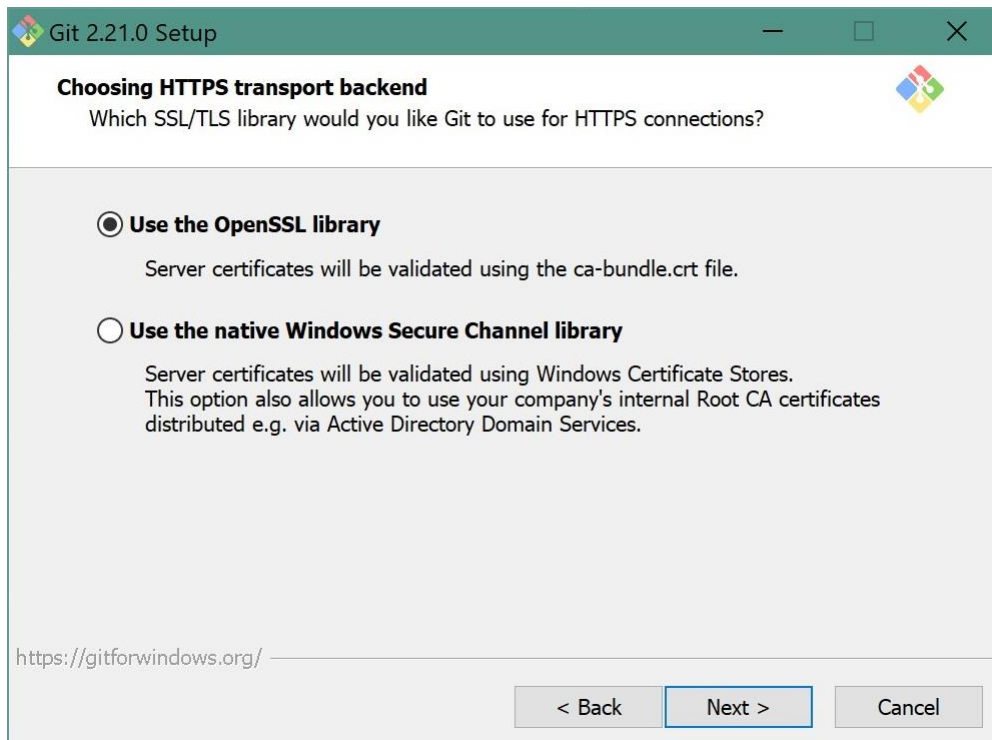 Git 2.21.0 Setup
Choosing HTTPS transport backend
Which SSL/TLS library would you like Git to use for HTTPS connections?
Use the OpenSSL library
Server certificates will be validated using the ca-bundle.crt file.
Use the native Windows Secure Channel library
Server certificates will be validated using Windows Certificate Stores.
This option also allows you to use your company's internal Root CA certificates
distributed e.g. via Active Directory Domain Services.
https://gitforwindows.org/
< Back Next > Cancel